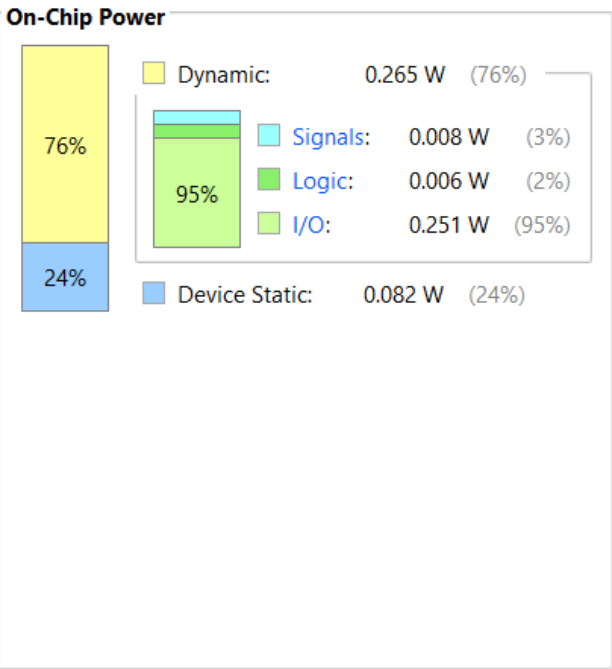 On-Chip Power
76%
24%
Dynamic: 0.265 W (76%)
95%
Signals: 0.008 W (3%)
Logic: 0.006 W (2%)
I/O: 0.251 W (95%)
Device Static: 0.082 W (24%)